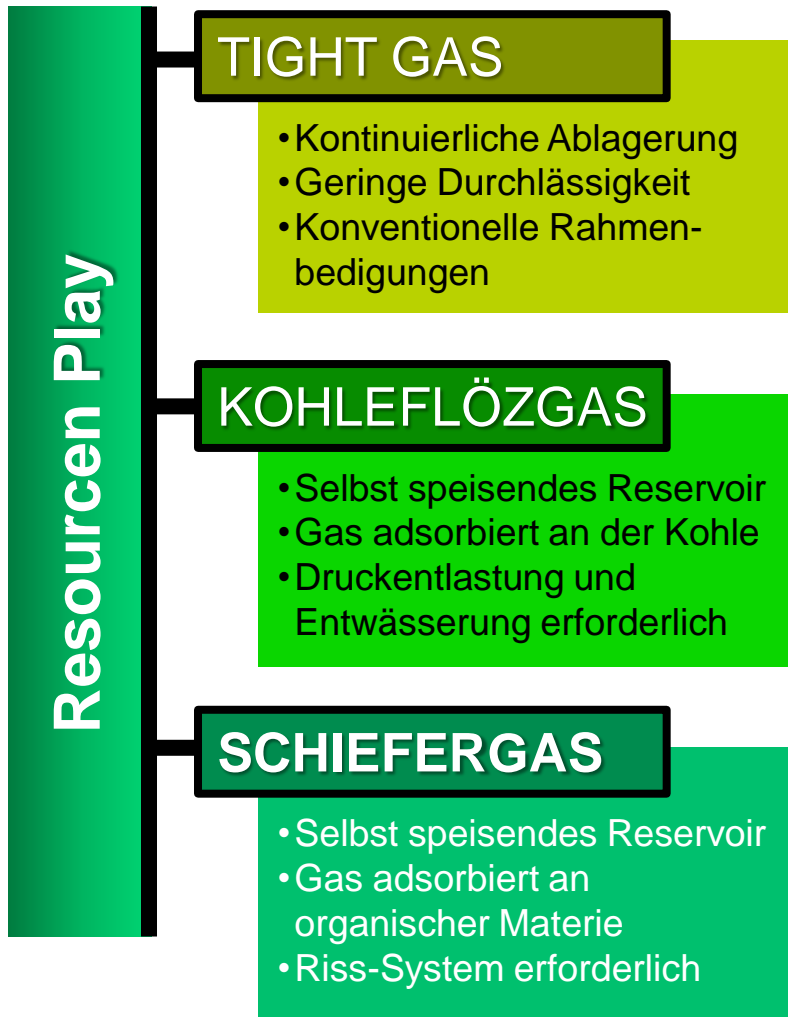 Resourcen Play
TIGHT GAS
•Kontinuierliche Ablagerung
•Geringe Durchlässigkeit
•Konventionelle Rahmen-
bedigungen
KOHLEFLÖZGAS
•Selbst speisendes Reservoir
•Gas adsorbiert an der Kohle
•Druckentlastung und
Entwässerung erforderlich
SCHIEFERGAS
•Selbst speisendes Reservoir
•Gas adsorbiert an
organischer Materie
•Riss-System erforderlich